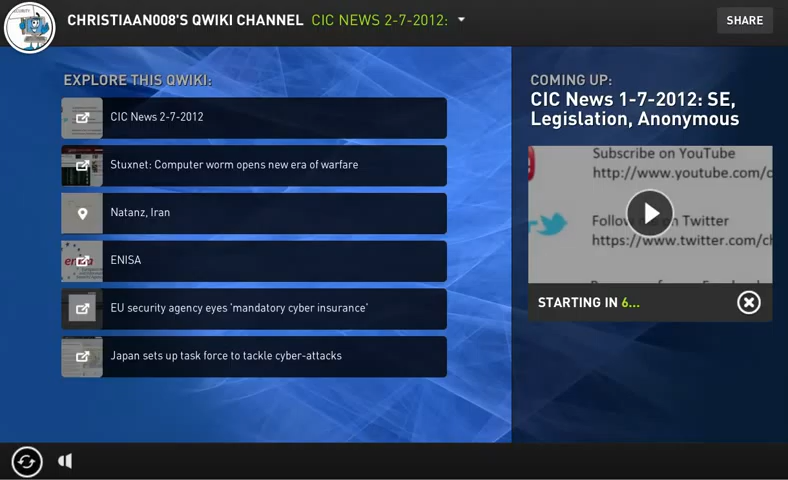 CHRISTIAAN008'S QWIKI CHANNEL CIC NEWS 2-7-2012:
SHARE
EXPLORE THIS QWIKI:
CIC News 2-7-2012
Stuxnet: Computer worm opens new era of warfare
Natanz, Iran
ENISA
EU security agency eyes 'mandatory cyber insurance'
Japan sets up task force to tackle cyber-attacks
COMING UP:
CIC News 1-7-2012: SE,
Legislation, Anonymous
Subscribe on YouTube
http://www.youtube.com/c
Follow on Twitter
https://www.twitter.com/ch
STARTING IN 6...